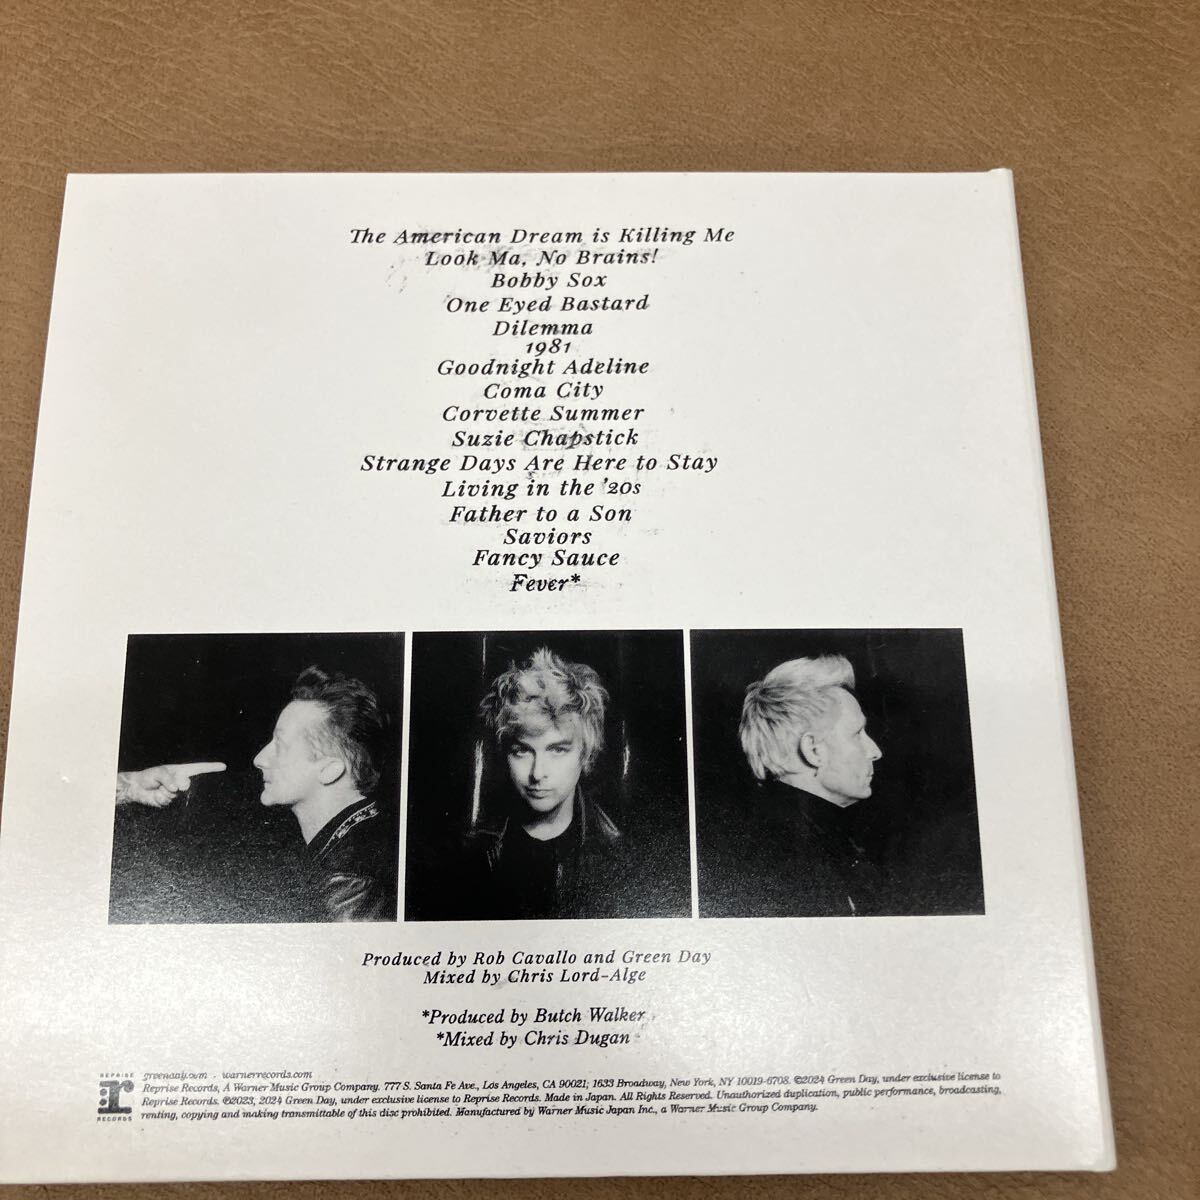 The American Dream is Killing Me
Look Ma, No Brains!
Bobby Sox
One Eyed Bastard
Dilemma
1981
Goodnight Adeline
Coma City
Corvette Summer
Suzie Chapstick
Strange Days Are Here to Stay
Living in the '20s
Father to a Son
Saviors
Fancy Sauce
Fever*
Produced by Rob Cavallo and Green Day
Mixed by Chris Lord-Alge
*Produced by Butch Walker
*Mixed by Chris Dugan
REPRISE
r
RECORDS
greenday.com . warnerrecords.com
Reprise Records, A Warner Music Group Company. 777 S. Santa Fe Ave., Los Angeles, CA 90021; 1633 Broadway, New York, NY 10019-6708. ©2024 Green Day, under exclusive license to
Reprise Records. ℗2023, 2024 Green Day, under exclusive license to Reprise Records. Made in Japan. All Rights Reserved. Unauthorized duplication, public performance, broadcasting,
renting, copying and making transmittable of this disc prohibited. Manufactured by Warner Music Japan Inc., a Warner Music Group Company.